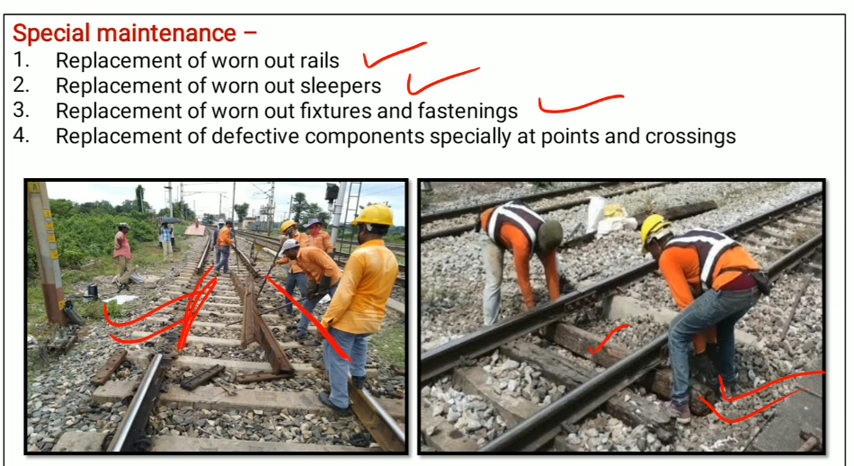 Special maintenance –
1. Replacement of worn out rails
2. Replacement of worn out sleepers
3. Replacement of worn out fixtures and fastenings
4. Replacement of defective components specially at points and crossings